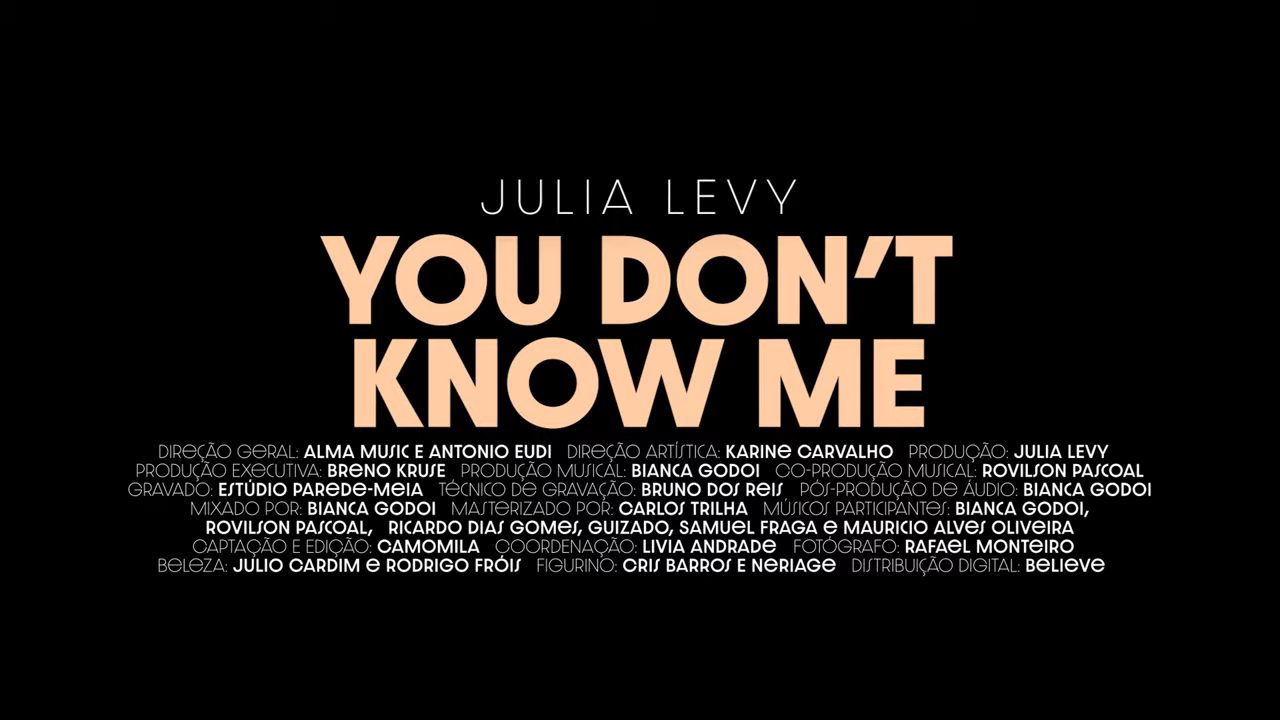 JULIA LEVY
YOU DON'T
KNOW ME
DIREÇÃO GERAL: ALMA MUSIC E ANTONIO EUDI DIREÇÃO ARTÍSTICA: KARINE CARVALHO PRODUÇÃO: JULIA LEVY
PRODUÇÃO EXECUTIVA: BRENO KRUSE PRODUÇÃO MUSICAL: BIANCA GODOI CO-PRODUÇÃO MUSICAL: ROVILSON PASCOAL
GRAVADO: ESTÚDIO PAREDE-MEIA TÉCNICO DE GRAVAÇÃO: BRUNO DOS REIS PÓS-PRODUÇÃO DE ÁUDIO: BIANCA GODOI
MIXADO POR: BIANCA GODOI MASTERIZADO POR: CARLOS TRILHA MÚSICOS PARTICIPANTES: BIANCA GODOI,
ROVILSON PASCOAL, RICARDO DIAS GOMES, GUIZADO, SAMUEL FRAGA e MAURICIO ALVES OLIVEIRA
CAPTAÇÃO E EDIÇÃO: CAMOMILA COORDENAÇÃO: LIVIA ANDRADE FOTÓGRAFO: RAFAEL MONTEIRO
BELEZA: JULIO CARDIM e RODRIGO FRÓIS FIGURINO: CRIS BARROS E NERIAGE DISTRIBUIÇÃO DIGITAL: BELIEVE